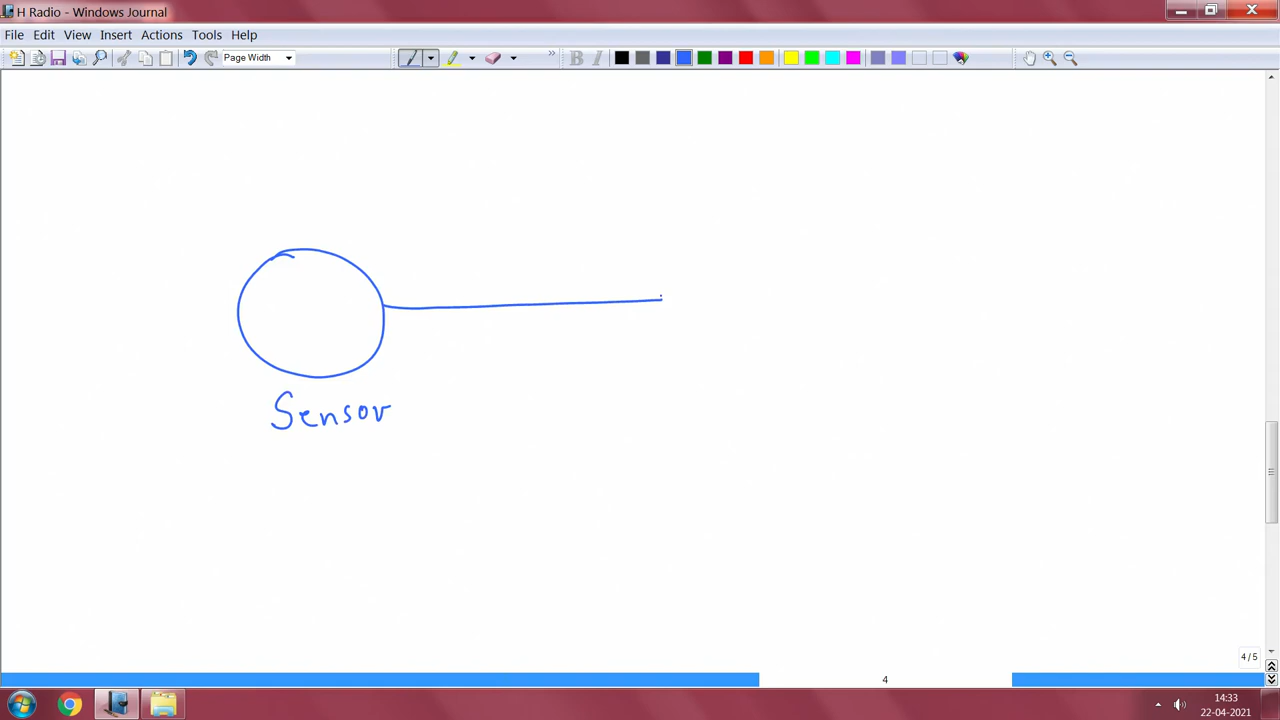 H Radio - Windows Journal
File Edit View Insert Actions Tools Help
Page Width
B I
Sensor
4/5
4
14:33
22-04-2021